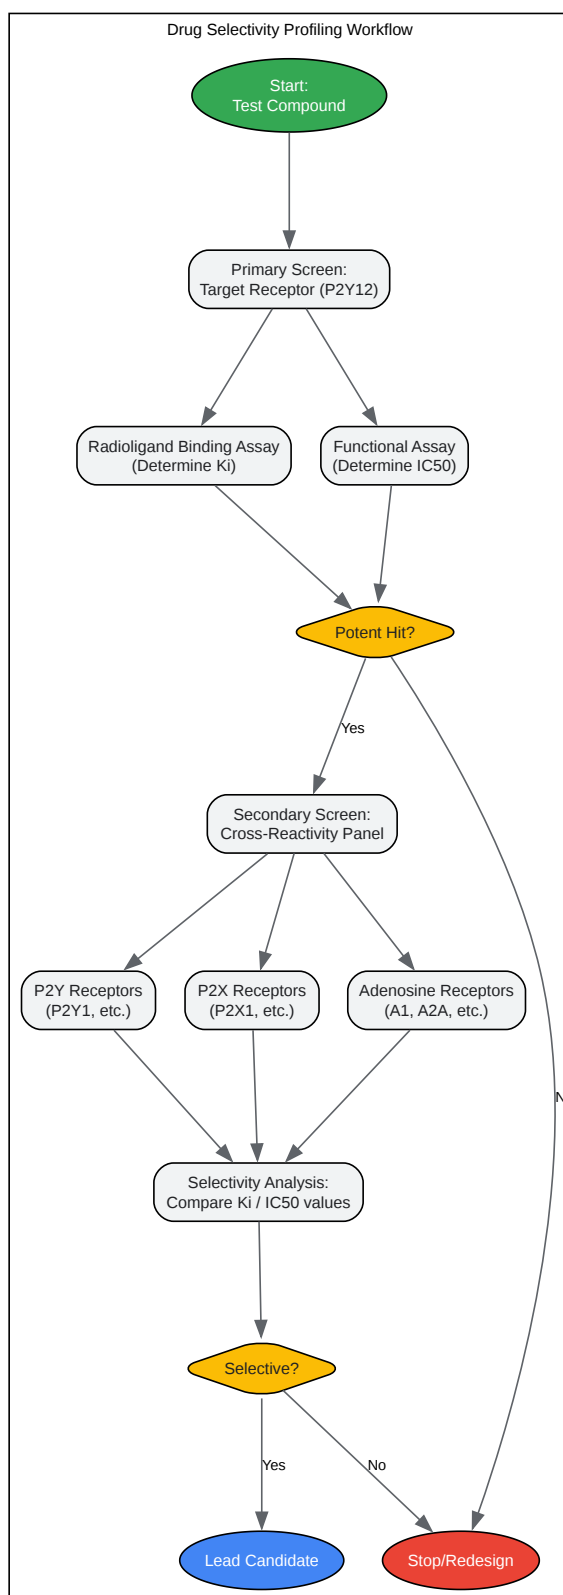 Drug Selectivity Profiling Workflow
Start:
Test Compound
Primary Screen:
Target Receptor (P2Y12)
Radioligand Binding Assay
(Determine Ki)
Functional Assay
(Determine IC50)
Potent Hit?
Yes
Secondary Screen:
Cross-Reactivity Panel
P2Y Receptors
(P2Y1, etc.)
P2X Receptors
(P2X1, etc.)
Adenosine Receptors
(A1, A2A, etc.)
Selectivity Analysis:
Compare Ki / IC50 values
Selective?
Yes
No
Lead Candidate
Stop/Redesign